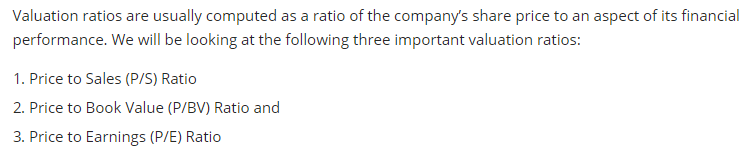 Valuation ratios are usually computed as a ratio of the company's share price to an aspect of its financial
performance. We will be looking at the following three important valuation ratios:
1. Price to Sales (P/S) Ratio
2. Price to Book Value (P/BV) Ratio and
3. Price to Earnings (P/E) Ratio